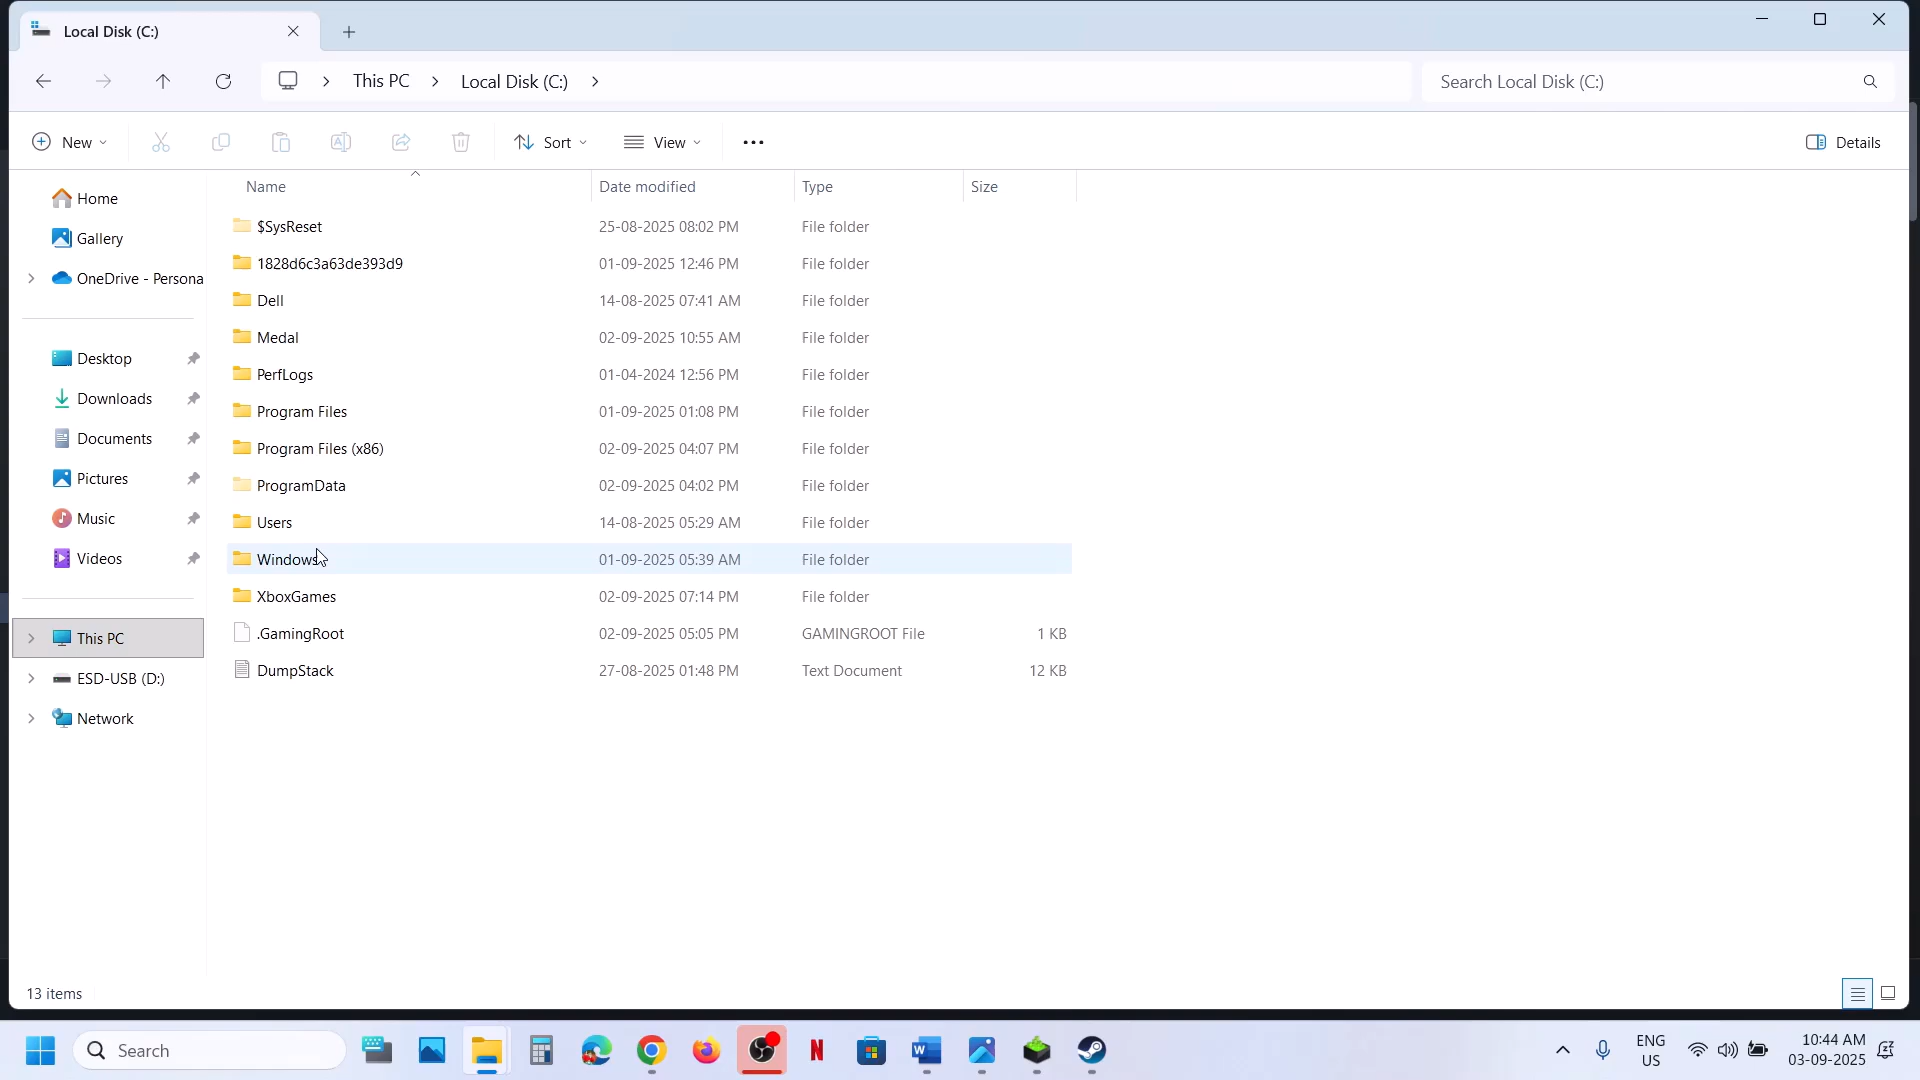 Local Disk (C:)
This PC
Local Disk (C:)
Search Local Disk (C:)
New
Sort
View
Details
Name Date modified Type Size
Home
Gallery
OneDrive - Persona
Desktop
Downloads
Documents
Pictures
Music
Videos
This PC
ESD-USB (D:)
Network
$SysReset 25-08-2025 08:02 PM File folder
1828d6c3a63de393d9 01-09-2025 12:46 PM File folder
Dell 14-08-2025 07:41 AM File folder
Medal 02-09-2025 10:55 AM File folder
PerfLogs 01-04-2024 12:56 PM File folder
Program Files 01-09-2025 01:08 PM File folder
Program Files (x86) 02-09-2025 04:07 PM File folder
ProgramData 02-09-2025 04:02 PM File folder
Users 14-08-2025 05:29 AM File folder
Windows 01-09-2025 05:39 AM File folder
XboxGames 02-09-2025 07:14 PM File folder
.GamingRoot 02-09-2025 05:05 PM GAMINGROOT File 1 KB
DumpStack 27-08-2025 01:48 PM Text Document 12 KB
13 items
Search
ENG
US
10:44 AM
03-09-2025